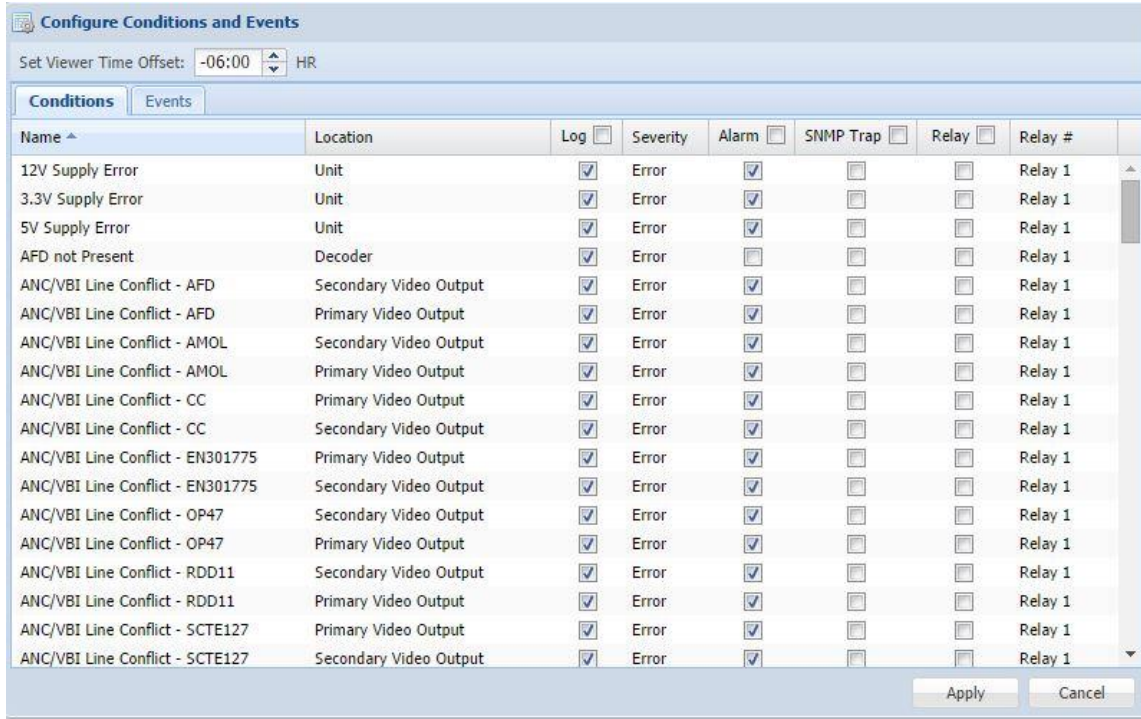 Configure Conditions and Events
Set Viewer Time Offset: -06:00 HR
Conditions Events
Name Location Log Severity Alarm SNMP Trap Relay Relay #
12V Supply Error Unit Error Relay 1
3.3V Supply Error Unit Error Relay 1
5V Supply Error Unit Error Relay 1
AFD not Present Decoder Error Relay 1
ANC/VBI Line Conflict - AFD Secondary Video Output Error Relay 1
ANC/VBI Line Conflict - AFD Primary Video Output Error Relay 1
ANC/VBI Line Conflict - AMOL Secondary Video Output Error Relay 1
ANC/VBI Line Conflict - AMOL Primary Video Output Error Relay 1
ANC/VBI Line Conflict - CC Primary Video Output Error Relay 1
ANC/VBI Line Conflict - CC Secondary Video Output Error Relay 1
ANC/VBI Line Conflict - EN301775 Primary Video Output Error Relay 1
ANC/VBI Line Conflict - EN301775 Secondary Video Output Error Relay 1
ANC/VBI Line Conflict - OP47 Secondary Video Output Error Relay 1
ANC/VBI Line Conflict - OP47 Primary Video Output Error Relay 1
ANC/VBI Line Conflict - RDD11 Secondary Video Output Error Relay 1
ANC/VBI Line Conflict - RDD11 Primary Video Output Error Relay 1
ANC/VBI Line Conflict - SCTE127 Primary Video Output Error Relay 1
ANC/VBI Line Conflict - SCTE127 Secondary Video Output Error Relay 1
Apply Cancel